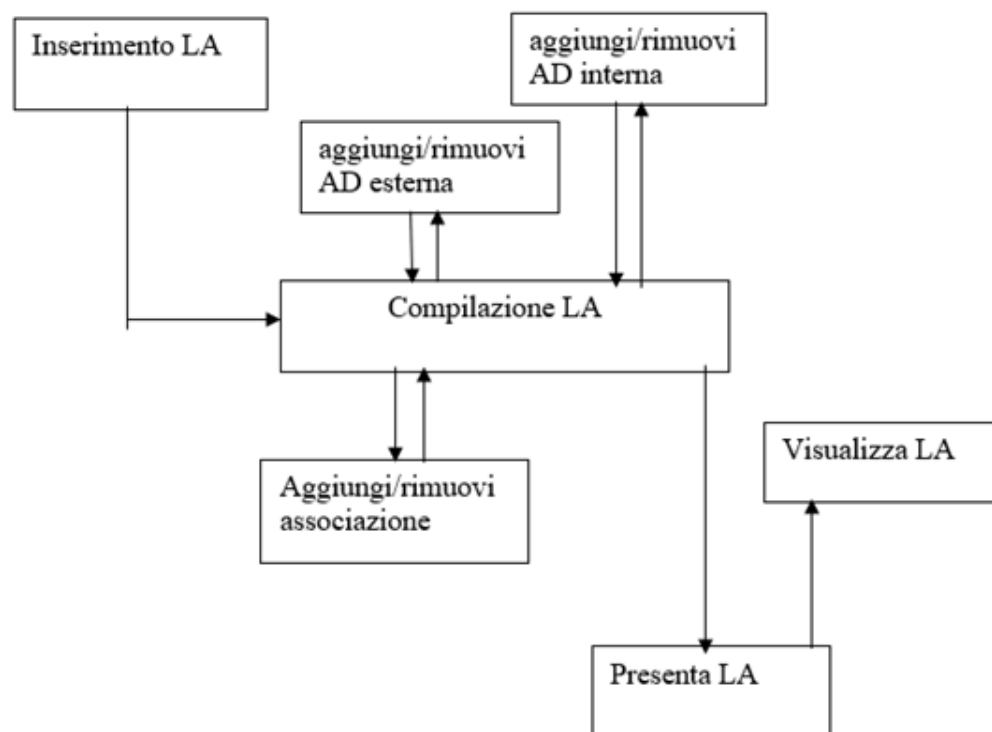 Inserimento LA
aggiungi/rimuovi
AD interna
aggiungi/rimuovi
AD esterna
Compilazione LA
Visualizza LA
Aggiungi/rimuovi
associazione
Presenta LA